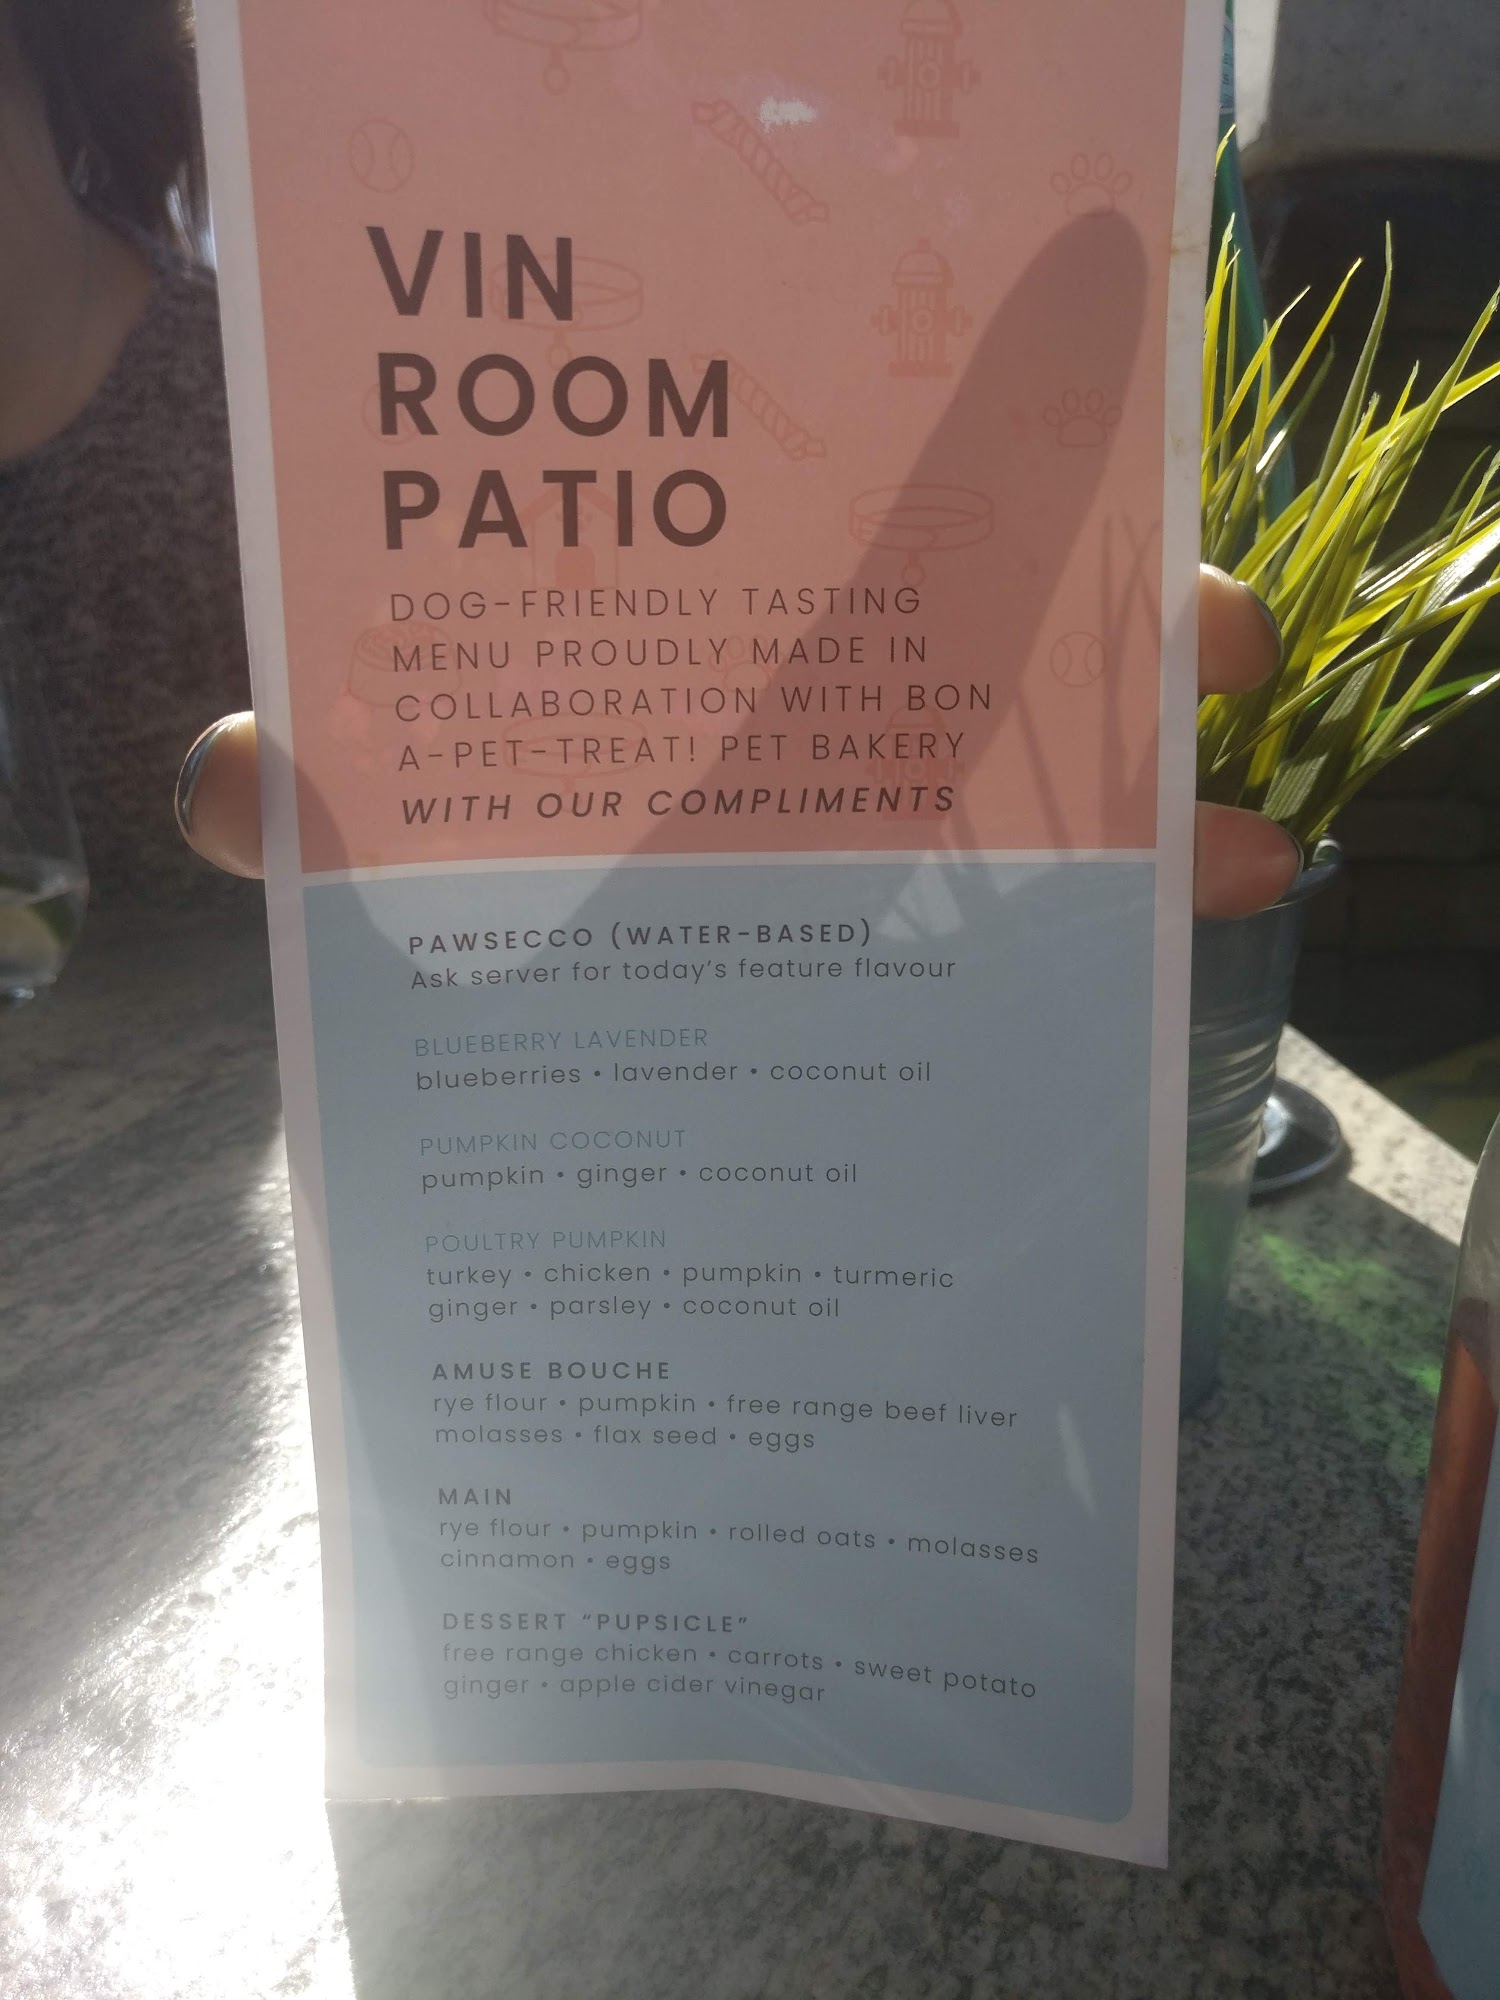 VIN
ROOM
PATIO
DOG-FRIENDLY TASTING
MENU PROUDLY MADE IN
COLLABORATION WITH BON
A-PET-TREAT! PET BAKERY
WITH OUR COMPLIMENTS
PAWSECCO (WATER-BASED)
Ask server for today's feature flavour
BLUEBERRY LAVENDER
blueberries • lavender • coconut oil
PUMPKIN COCONUT
pumpkin • ginger • coconut oil
POULTRY PUMPKIN
turkey • chicken • pumpkin • turmeric
ginger • parsley • coconut oil
AMUSE BOUCHE
rye flour • pumpkin • free range beef liver
molasses • flax seed • eggs
MAIN
rye flour • pumpkin • rolled oats • molasses
cinnamon • eggs
DESSERT "PUPSICLE"
free range chicken • carrots • sweet potato
ginger • apple cider vinegar